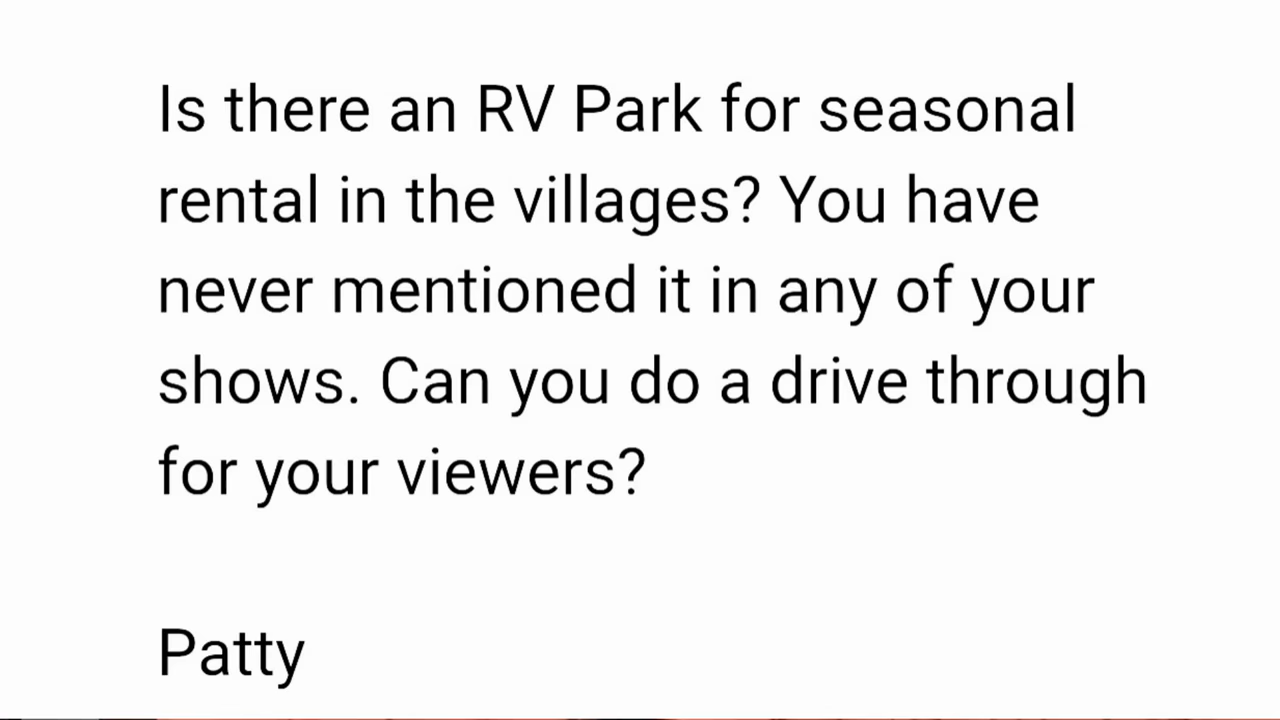 Is there an RV Park for seasonal
rental in the villages? You have
never mentioned it in any of your
shows. Can you do a drive through
for your viewers?
Patty